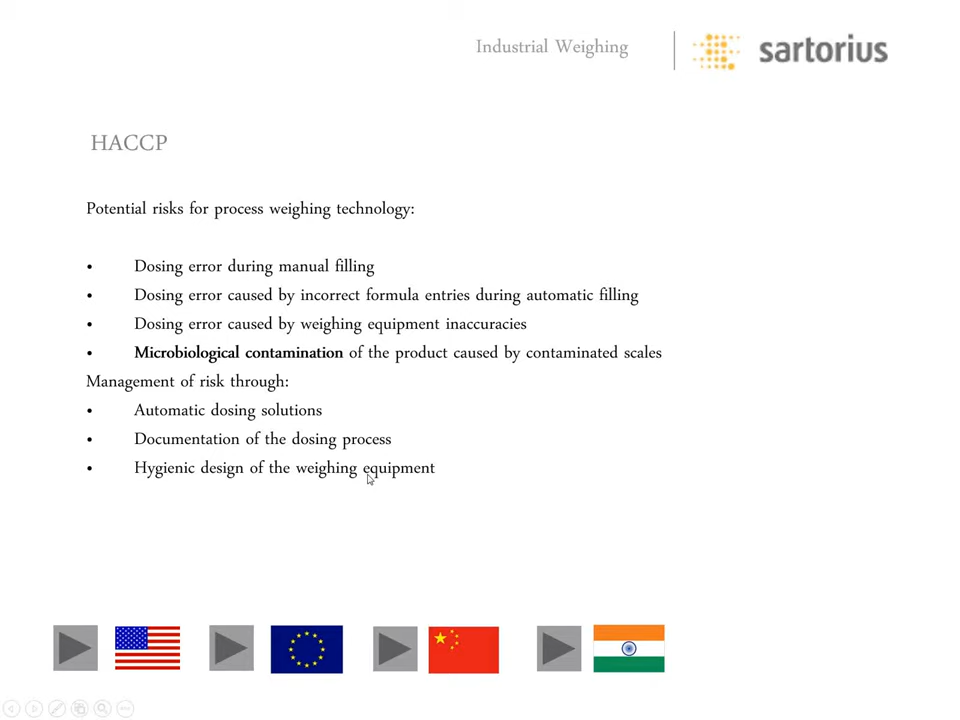 Industrial Weighing
sartorius
HACCP
Potential risks for process weighing technology:
• Dosing error during manual filling
• Dosing error caused by incorrect formula entries during automatic filling
• Dosing error caused by weighing equipment inaccuracies
• Microbiological contamination of the product caused by contaminated scales
Management of risk through:
• Automatic dosing solutions
• Documentation of the dosing process
• Hygienic design of the weighing equipment